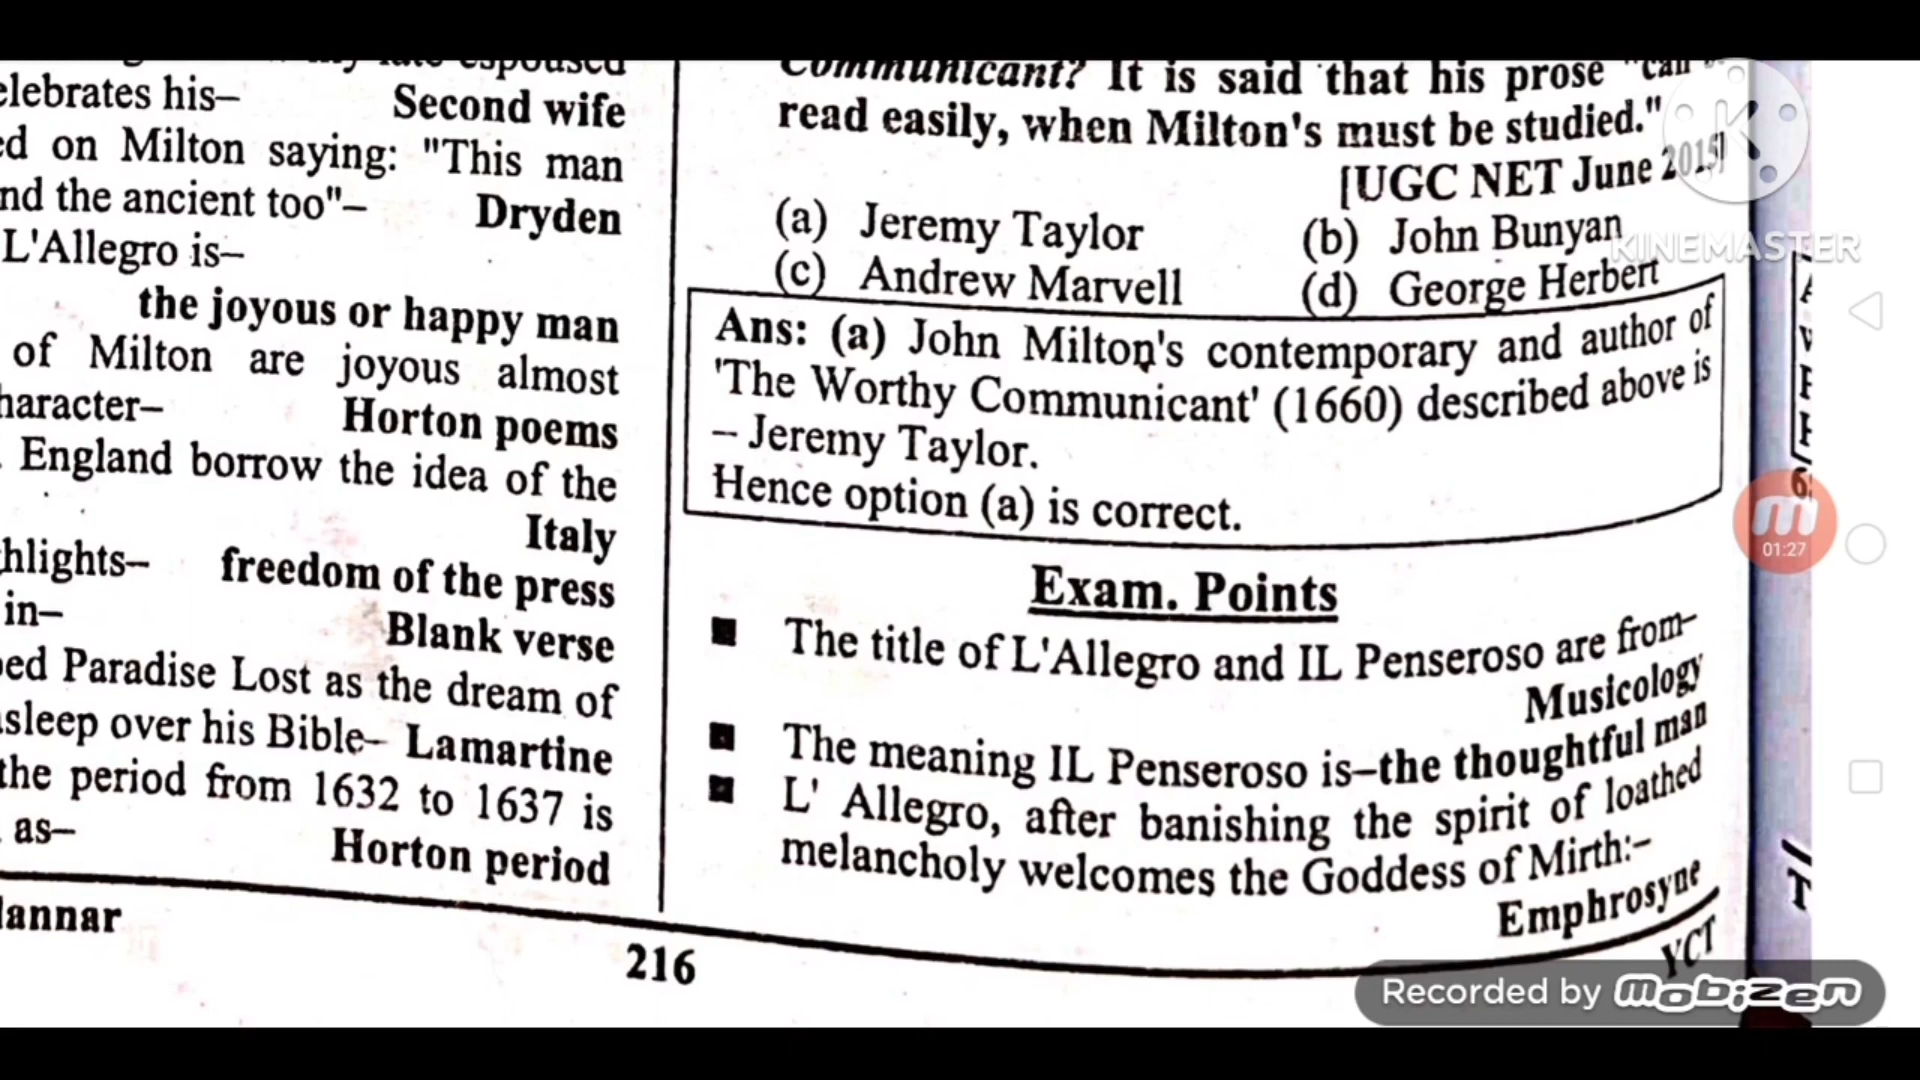 my late espoused
elebrates his– Second wife
ed on Milton saying: "This man
nd the ancient too"– Dryden
L'Allegro is–
the joyous or happy man
of Milton are joyous almost
haracter– Horton poems
England borrow the idea of the
Italy
hlights– freedom of the press
in– Blank verse
ed Paradise Lost as the dream of
sleep over his Bible– Lamartine
the period from 1632 to 1637 is
as– Horton period
lannar
216
Communicant? It is said that his prose "can
read easily, when Milton's must be studied."
[UGC NET June 2015]
(a) Jeremy Taylor (b) John Bunyan
(c) Andrew Marvell (d) George Herbert
Ans: (a) John Milton's contemporary and author of
'The Worthy Communicant' (1660) described above is
– Jeremy Taylor.
Hence option (a) is correct.
Exam. Points
■ The title of L'Allegro and IL Penseroso are from–
Musicology
■ The meaning IL Penseroso is–the thoughtful man
■ L' Allegro, after banishing the spirit of loathed
melancholy welcomes the Goddess of Mirth:–
Emphrosyne
YCT
KINEMASTER
01:27
Recorded by mobizen